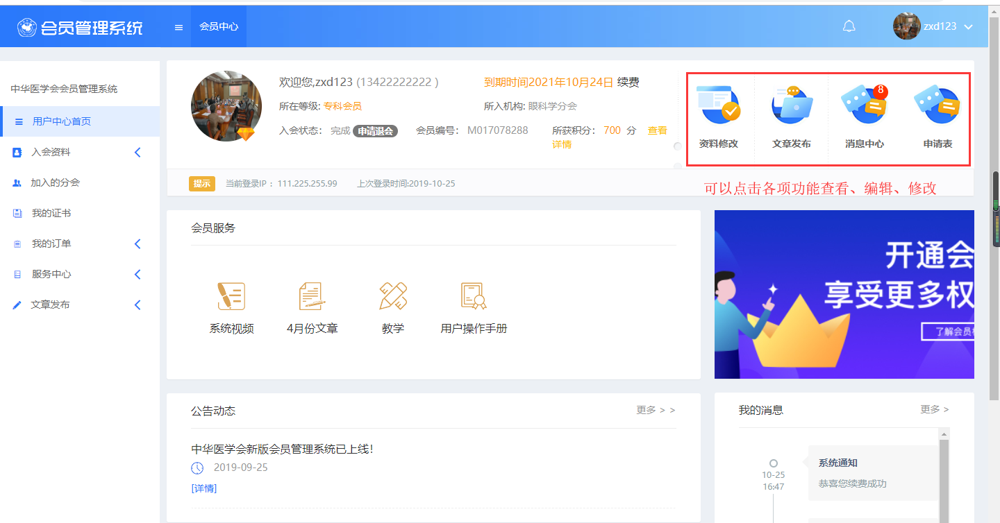 会员管理系统
会员中心
zxd123
中华医学会会员管理系统
用户中心首页
入会资料
加入的分会
我的证书
我的订单
服务中心
文章发布
欢迎您,zxd123 (13422222222 )
到期时间2021年10月24日 续费
所在等级: 专科会员
所入机构: 眼科学分会
入会状态： 完成 申请退会
会员编号： M017078288
所获积分： 700 分 查看
详情
8
资料修改
文章发布
消息中心
申请表
提示 当前登录IP： 111.225.255.99 上次登录时间:2019-10-25
可以点击各项功能查看、编辑、修改
会员服务
系统视频
4月份文章
教学
用户操作手册
开通会
享受更多权
了解会员
公告动态
更多 > >
中华医学会新版会员管理系统已上线！
2019-09-25
[详情]
我的消息
更多 >
10-25
16:47
系统通知
恭喜您续费成功